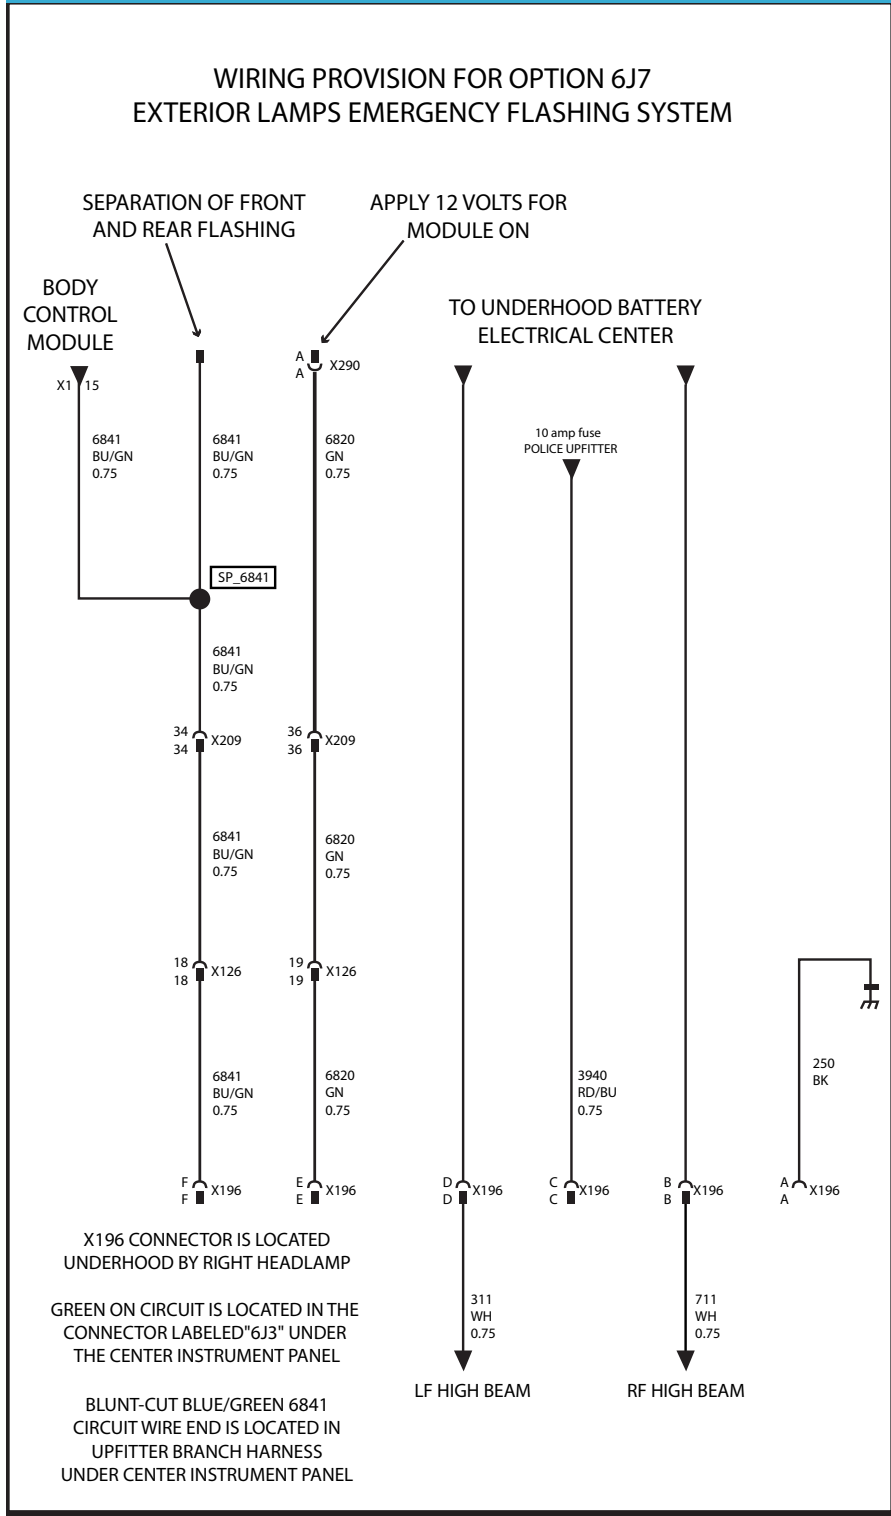 WIRING PROVISION FOR OPTION 6J7
EXTERIOR LAMPS EMERGENCY FLASHING SYSTEM
SEPARATION OF FRONT
AND REAR FLASHING
APPLY 12 VOLTS FOR
MODULE ON
BODY
CONTROL
MODULE
TO UNDERHOOD BATTERY
ELECTRICAL CENTER
A
A
X290
X1
15
10 amp fuse
POLICE UPFITTER
6841
BU/GN
0.75
6841
BU/GN
0.75
6820
GN
0.75
SP_6841
6841
BU/GN
0.75
34
34
X209
36
36
X209
6841
BU/GN
0.75
6820
GN
0.75
18
18
X126
19
19
X126
6841
BU/GN
0.75
6820
GN
0.75
3940
RD/BU
0.75
250
BK
F
F
X196
E
E
X196
D
D
X196
C
C
X196
B
B
X196
A
A
X196
X196 CONNECTOR IS LOCATED
UNDERHOOD BY RIGHT HEADLAMP
GREEN ON CIRCUIT IS LOCATED IN THE
CONNECTOR LABELED"6J3" UNDER
THE CENTER INSTRUMENT PANEL
BLUNT-CUT BLUE/GREEN 6841
CIRCUIT WIRE END IS LOCATED IN
UPFITTER BRANCH HARNESS
UNDER CENTER INSTRUMENT PANEL
311
WH
0.75
711
WH
0.75
LF HIGH BEAM
RF HIGH BEAM